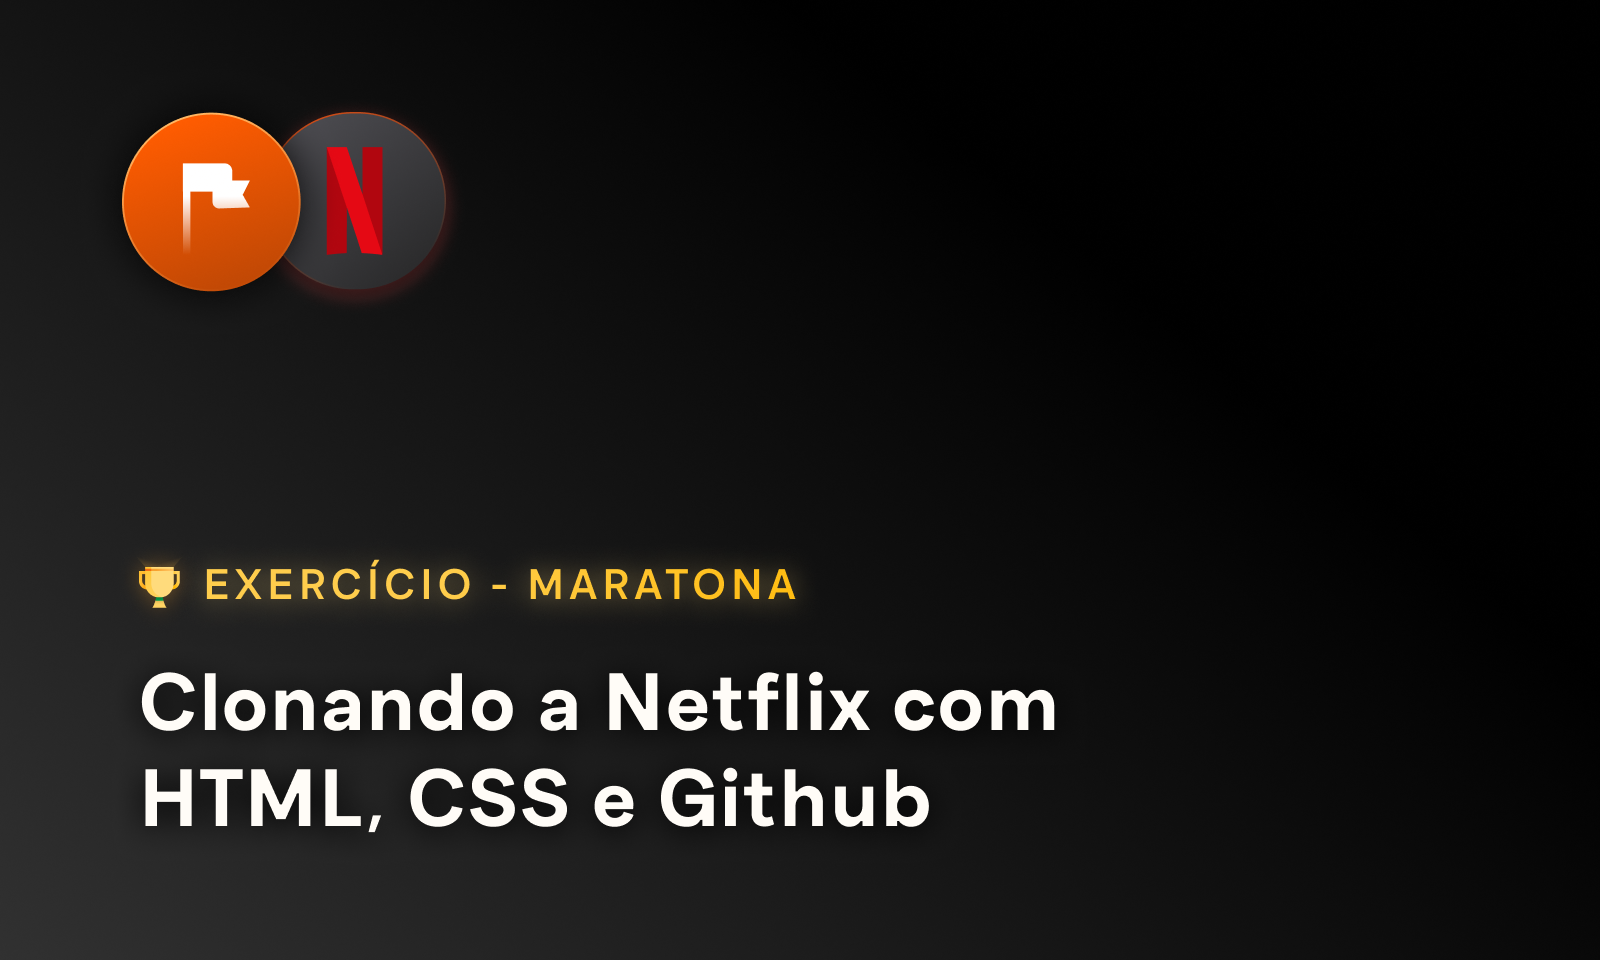 N
EXERCÍCIO - MARATONA
Clonando a Netflix com
HTML, CSS e Github